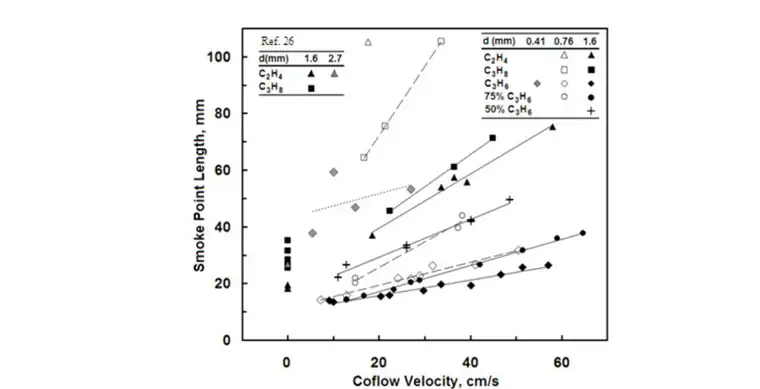 Ref. 26
d(mm) 1.6 2.7
C₂H₄
C₃H₈
d (mm) 0.41 0.76 1.6
C₂H₄
C₃H₈
C₃H₆
75% C₃H₆
50% C₃H₆
100
80
60
40
20
0
Smoke Point Length, mm
0 20 40 60
Coflow Velocity, cm/s